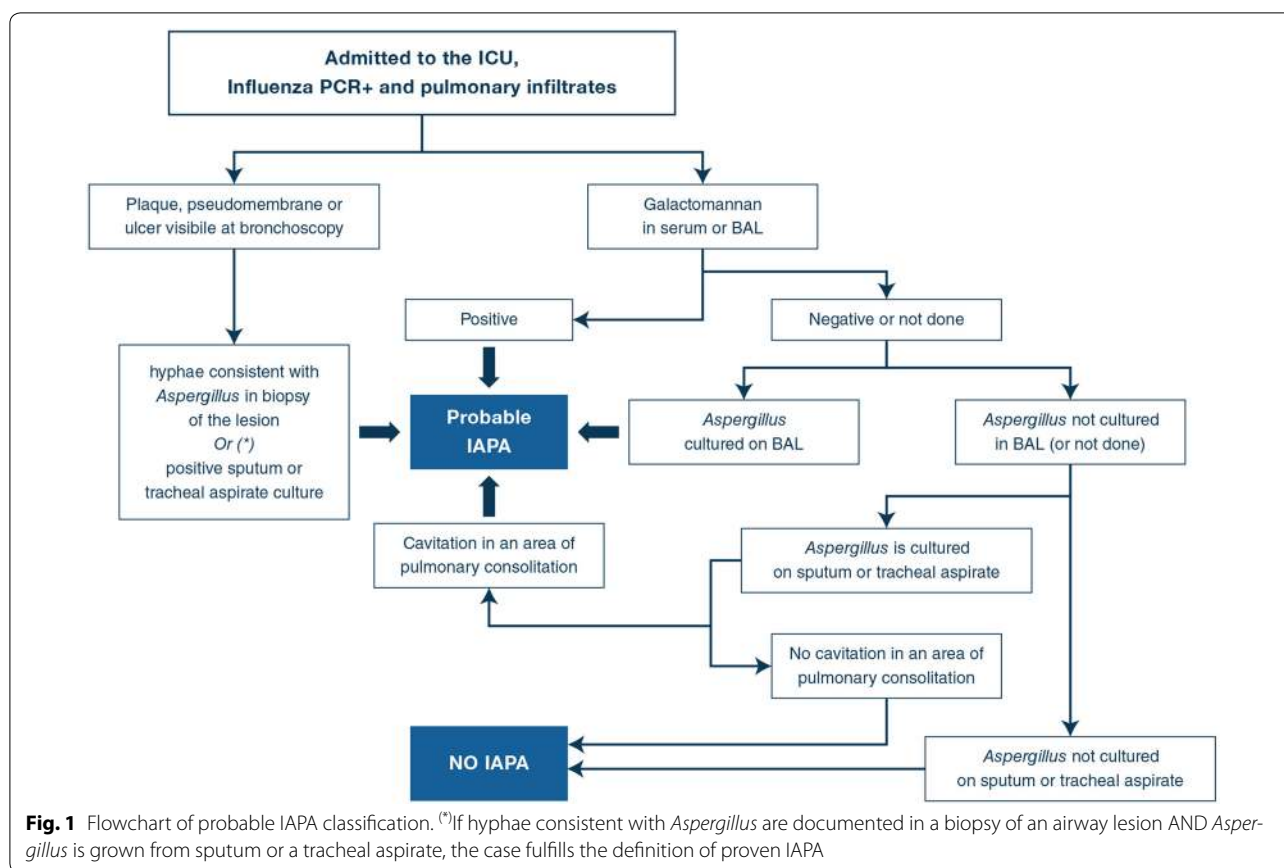 Admitted to the ICU,
Influenza PCR+ and pulmonary infiltrates
Plaque, pseudomembrane or
ulcer visibile at bronchoscopy
Galactomannan
in serum or BAL
Positive
Negative or not done
hyphae consistent with
Aspergillus in biopsy
of the lesion
Or (*)
positive sputum or
tracheal aspirate culture
Probable
IAPA
Aspergillus
cultured on BAL
Aspergillus not cultured
in BAL (or not done)
Cavitation in an area of
pulmonary consolitation
Aspergillus is cultured
on sputum or tracheal aspirate
No cavitation in an area of
pulmonary consolitation
NO IAPA
Aspergillus not cultured
on sputum or tracheal aspirate
Fig. 1 Flowchart of probable IAPA classification. (*)If hyphae consistent with Aspergillus are documented in a biopsy of an airway lesion AND Asper-
gillus is grown from sputum or a tracheal aspirate, the case fulfills the definition of proven IAPA